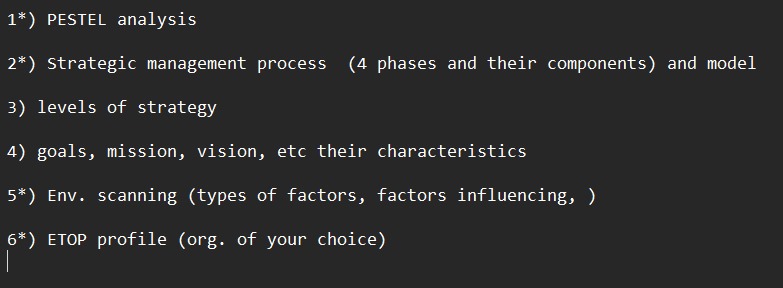 1*) PESTEL analysis
2*) Strategic management process  (4 phases and their components) and model
3) levels of strategy
4) goals, mission, vision, etc their characteristics
5*) Env. scanning (types of factors, factors influencing, )
6*) ETOP profile (org. of your choice)